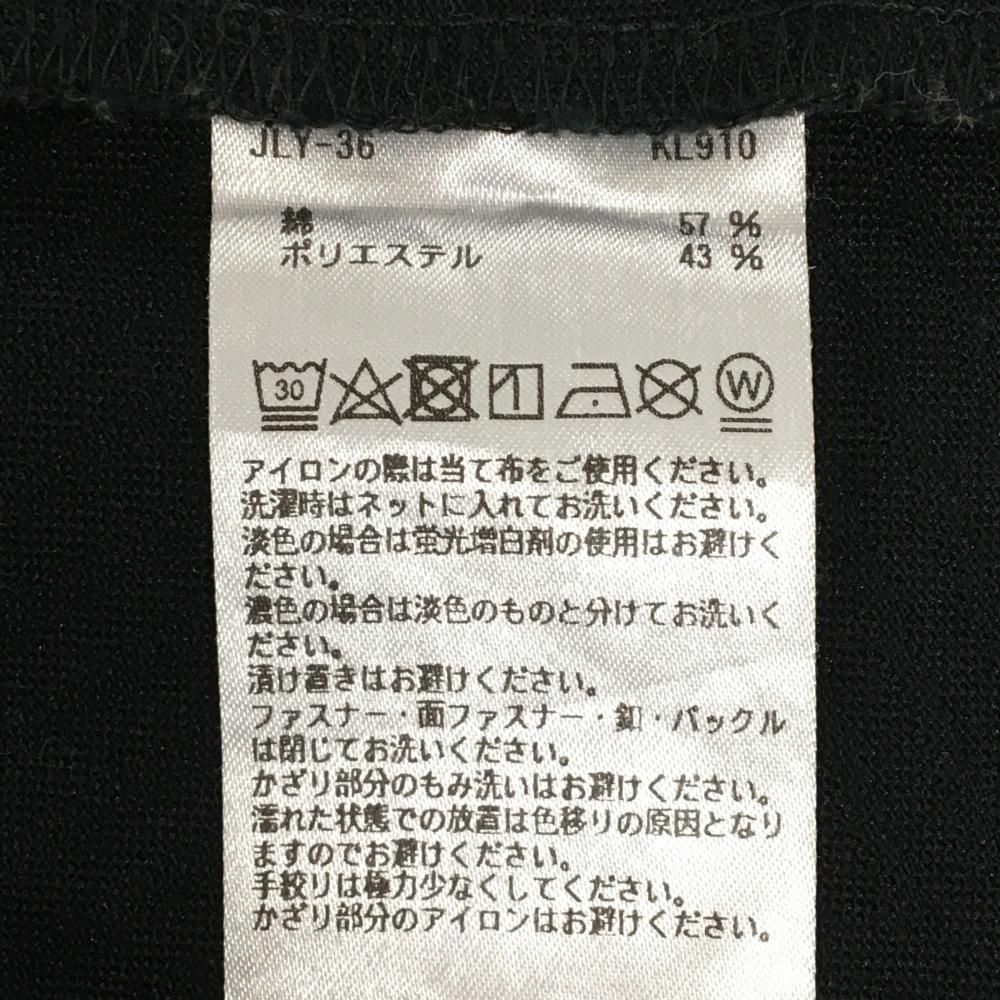 JLY-36 KL910
綿 57 %
ポリエステル 43 %
30 W
アイロンの際は当て布をご使用ください。
洗濯時はネットに入れてお洗いください。
淡色の場合は蛍光増白剤の使用はお避けく
ださい。
濃色の場合は淡色のものと分けてお洗いく
ださい。
漬け置きはお避けください。
ファスナー・面ファスナー・釦・バックル
は閉じてお洗いください。
かざり部分のもみ洗いはお避けください。
濡れた状態での放置は色移りの原因となり
ますのでお避けください。
手絞りは極力少なくしてください。
かざり部分のアイロンはお避けください。